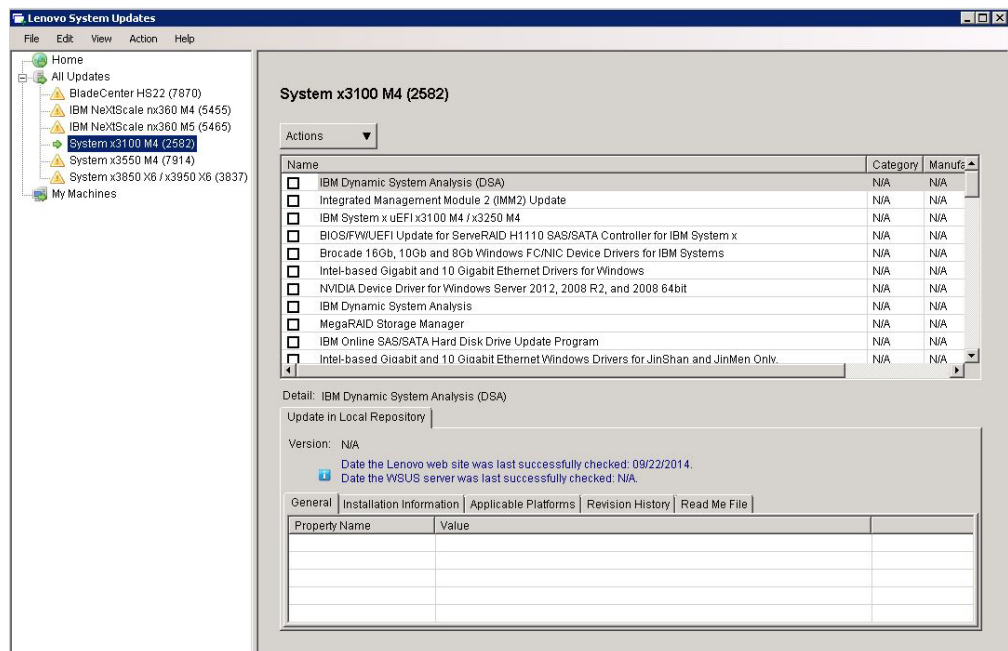 Lenovo System Updates
File Edit View Action Help
Home
All Updates
BladeCenter HS22 (7870)
IBM NeXtScale nx360 M4 (5455)
IBM NeXtScale nx360 M5 (5465)
System x3100 M4 (2582)
System x3550 M4 (7914)
System x3850 X6 / x3950 X6 (3837)
My Machines
System x3100 M4 (2582)
Actions
Name Category Manufa
IBM Dynamic System Analysis (DSA) N/A N/A
Integrated Management Module 2 (IMM2) Update N/A N/A
IBM System x uEFI x3100 M4 / x3250 M4 N/A N/A
BIOS/FW/UEFI Update for ServeRAID H1110 SAS/SATA Controller for IBM System x N/A N/A
Brocade 16Gb, 10Gb and 8Gb Windows FC/NIC Device Drivers for IBM Systems N/A N/A
Intel-based Gigabit and 10 Gigabit Ethernet Drivers for Windows N/A N/A
NVIDIA Device Driver for Windows Server 2012, 2008 R2, and 2008 64bit N/A N/A
IBM Dynamic System Analysis N/A N/A
MegaRAID Storage Manager N/A N/A
IBM Online SAS/SATA Hard Disk Drive Update Program N/A N/A
Intel-based Gigabit and 10 Gigabit Ethernet Windows Drivers for JinShan and JinMen Only. N/A N/A
Detail: IBM Dynamic System Analysis (DSA)
Update in Local Repository
Version: N/A
Date the Lenovo web site was last successfully checked: 09/22/2014.
Date the WSUS server was last successfully checked: N/A.
General Installation Information Applicable Platforms Revision History Read Me File
Property Name Value